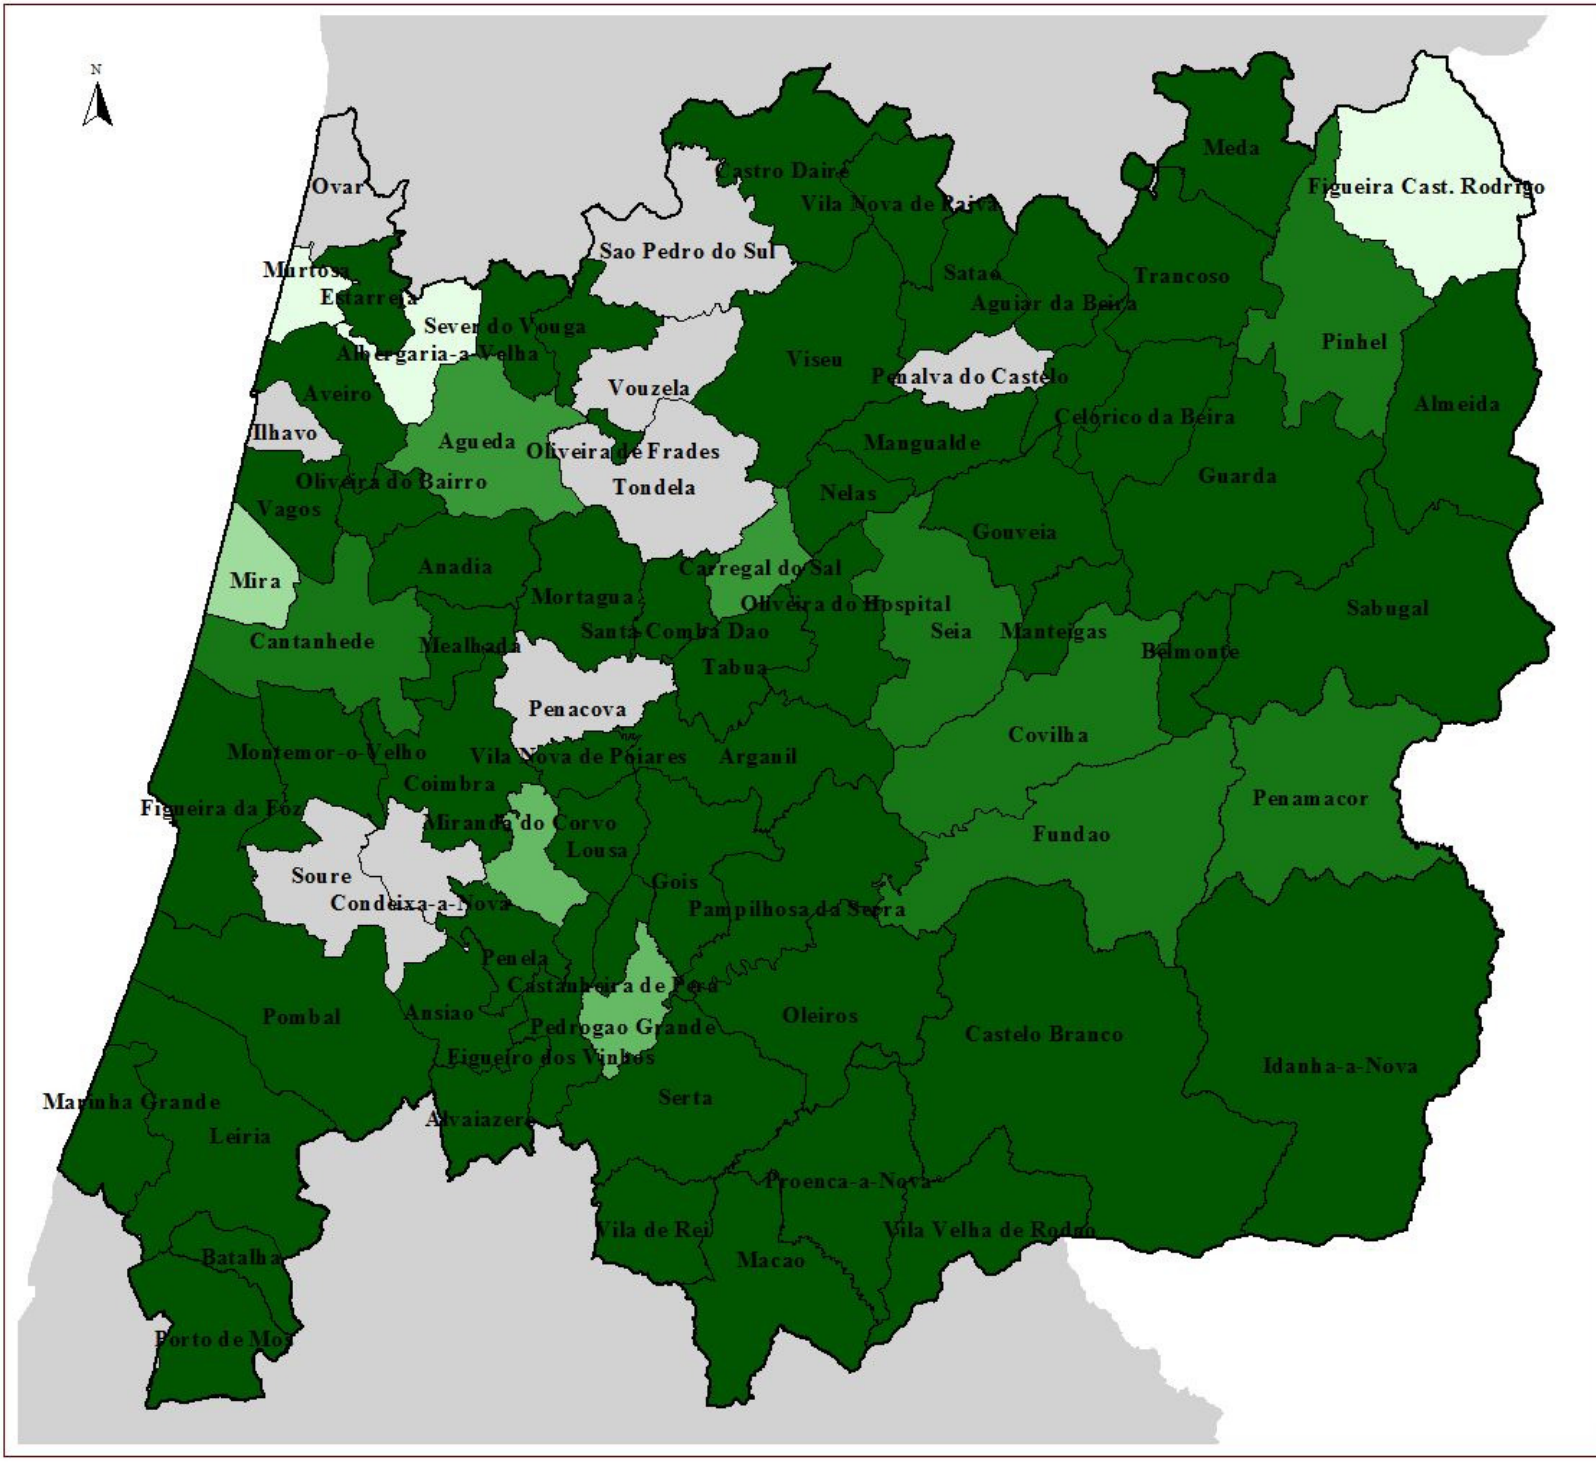 N
Meda
Castro Daire
Ovar
Figueira Cast. Rodrigo
Vila Nova de Paiva
Sao Pedro do Sul
Murtosa
Satao
Trancoso
Estarreja
Aguiar da Beira
Sever do Vouga
Pinhel
Albergaria-a-Velha
Viseu
Penalva do Castelo
Vouzela
Aveiro
Almeida
Celorico da Beira
Ilhavo
Agueda
Mangualde
Oliveira de Frades
Guarda
Oliveira do Bairro
Tondela
Nelas
Vagos
Gouveia
Anadia
Carregal do Sal
Mira
Mortagua
Oliveira do Hospital
Sabugal
Santa Comba Dao
Seia
Manteigas
Cantanhede
Mealhada
Belmonte
Tabua
Penacova
Covilha
Montemor-o-Velho
Vila Nova de Poiares
Arganil
Coimbra
Penamacor
Figueira da Foz
Miranda do Corvo
Fundao
Lousa
Soure
Gois
Condeixa-a-Nova
Pampilhosa da Serra
Penela
Castanheira de Pera
Pombal
Ansiao
Oleiros
Pedrogao Grande
Castelo Branco
Figueiro dos Vinhos
Idanha-a-Nova
Serta
Marinha Grande
Alvaiazere
Leiria
Proenca-a-Nova
Vila de Rei
Vila Velha de Rodao
Batalha
Macao
Porto de Mos